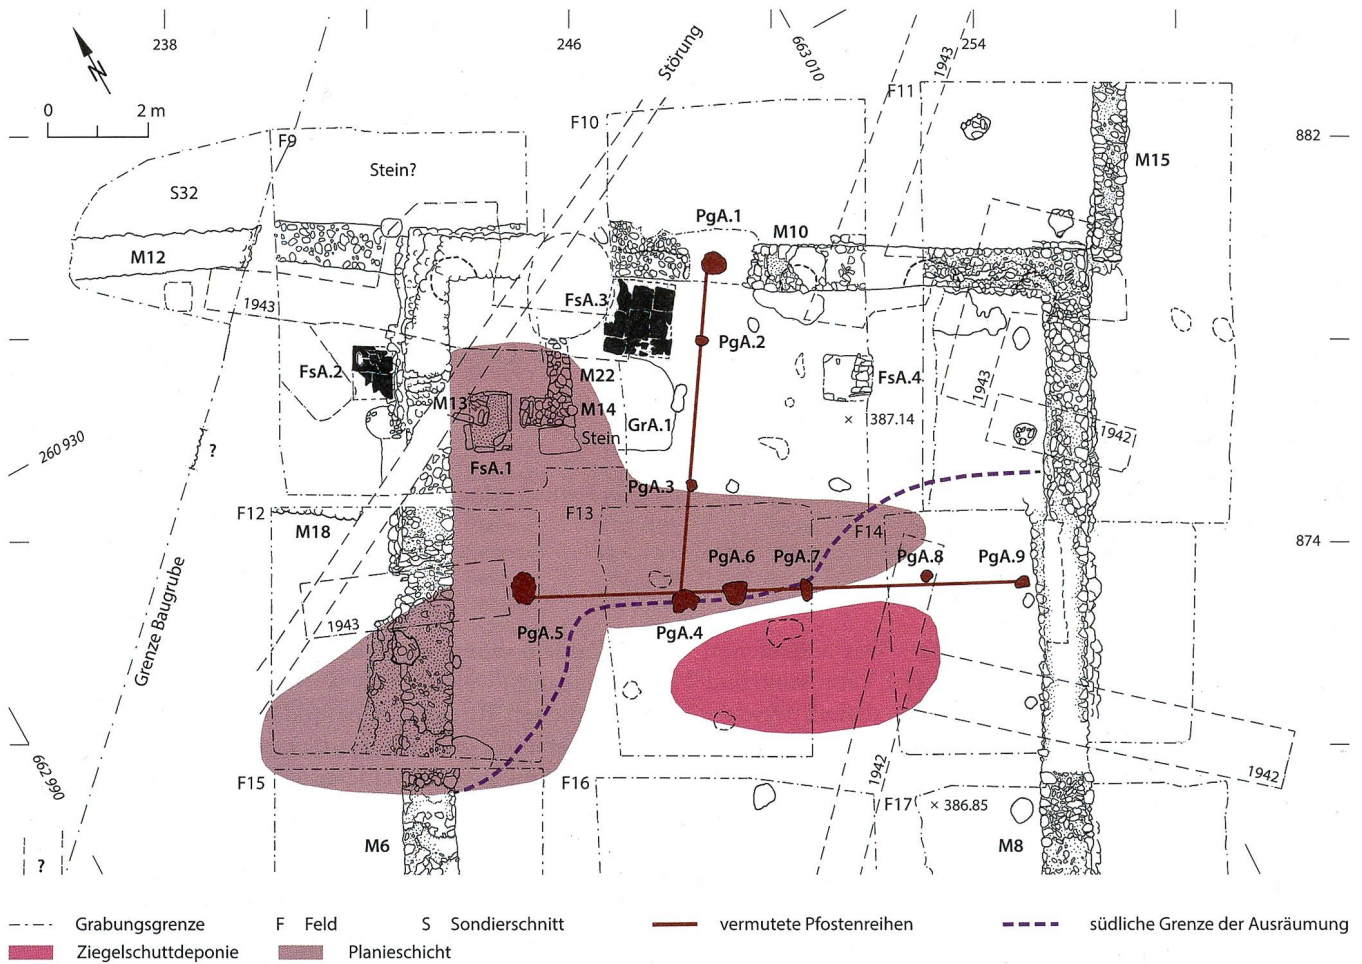 238
246
254
663 010
1943
Störung
0
2 m
F9
F10
F11
882
Stein?
M15
S32
PgA.1
M10
M12
1943
FsA.3
PgA.2
FsA.2
M22
FsA.4
1943
M13
M14
387.14
GrA.1
Stein
1942
260 930
?
FsA.1
PgA.3
F12
F13
M18
F14
874
PgA.6
PgA.7
PgA.8
PgA.9
1943
PgA.5
PgA.4
Grenze Baugrube
662 990
F15
F16
1942
F17
386.85
1942
?
M6
M8
Grabungsgrenze
F Feld
S Sondierschnitt
vermutete Pfostenreihen
südliche Grenze der Ausräumung
Ziegelschuttdeponie
Planieschicht